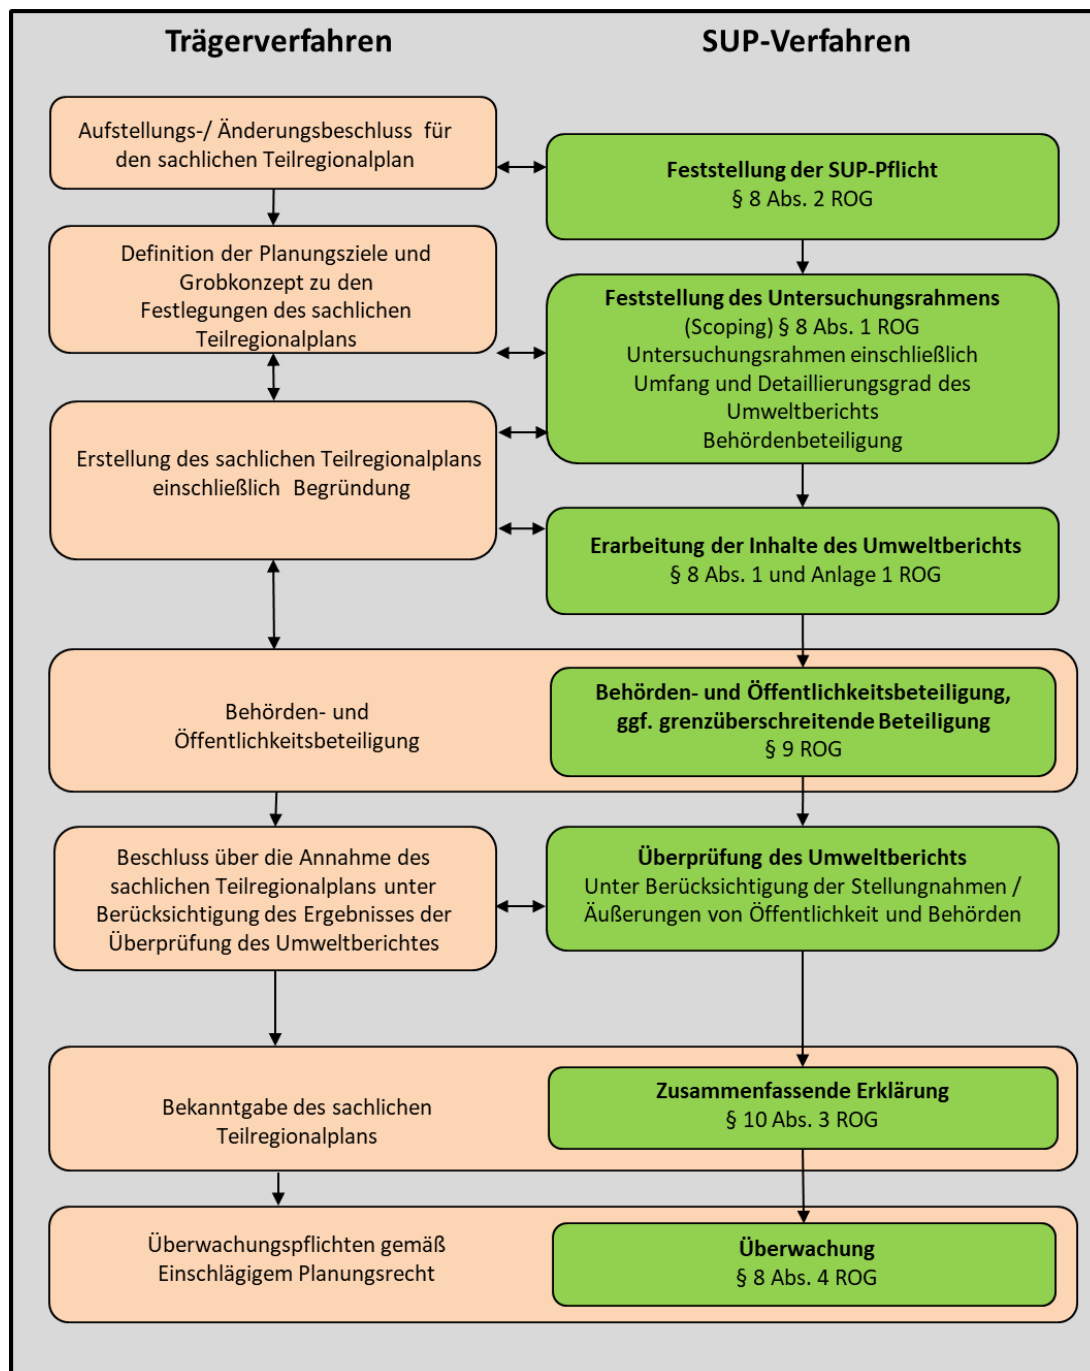 Trägerverfahren
SUP-Verfahren
Aufstellungs-/ Änderungsbeschluss für
den sachlichen Teilregionalplan
Feststellung der SUP-Pflicht
§ 8 Abs. 2 ROG
Definition der Planungsziele und
Grobkonzept zu den
Festlegungen des sachlichen
Teilregionalplans
Feststellung des Untersuchungsrahmens
(Scoping) § 8 Abs. 1 ROG
Untersuchungsrahmen einschließlich
Umfang und Detaillierungsgrad des
Umweltberichts
Behördenbeteiligung
Erstellung des sachlichen Teilregionalplans
einschließlich Begründung
Erarbeitung der Inhalte des Umweltberichts
§ 8 Abs. 1 und Anlage 1 ROG
Behörden- und
Öffentlichkeitsbeteiligung
Behörden- und Öffentlichkeitsbeteiligung,
ggf. grenzüberschreitende Beteiligung
§ 9 ROG
Beschluss über die Annahme des
sachlichen Teilregionalplans unter
Berücksichtigung des Ergebnisses der
Überprüfung des Umweltberichtes
Überprüfung des Umweltberichts
Unter Berücksichtigung der Stellungnahmen /
Äußerungen von Öffentlichkeit und Behörden
Bekanntgabe des sachlichen
Teilregionalplans
Zusammenfassende Erklärung
§ 10 Abs. 3 ROG
Überwachungspflichten gemäß
Einschlägigem Planungsrecht
Überwachung
§ 8 Abs. 4 ROG